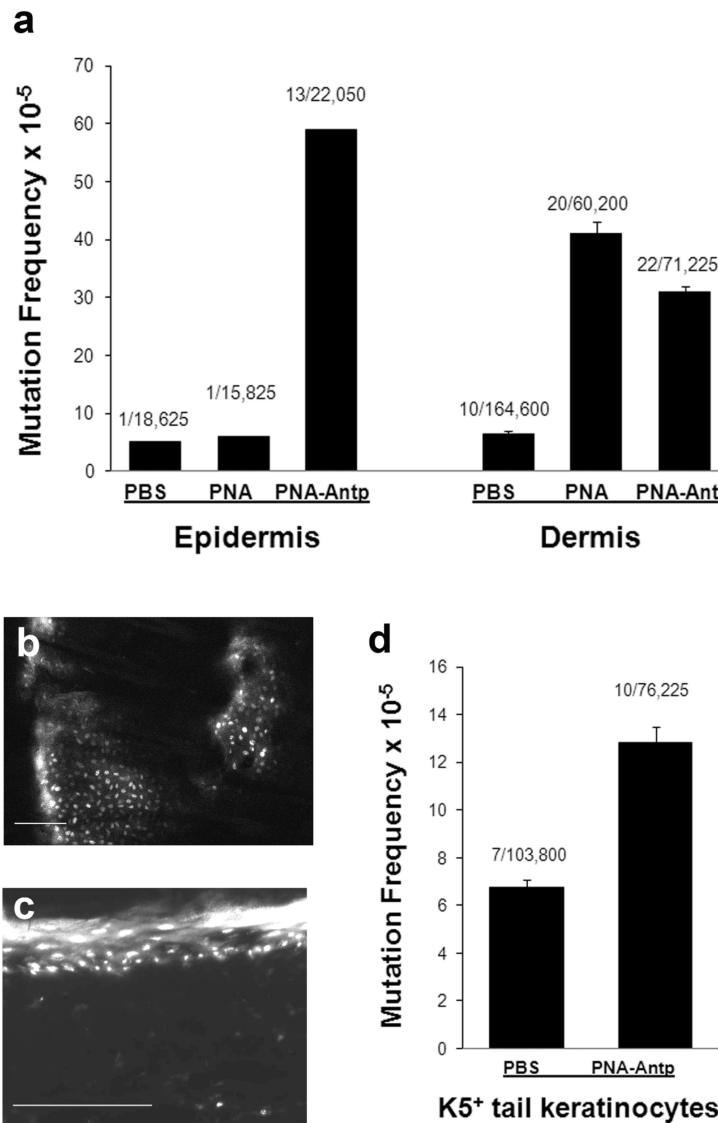 a
Mutation Frequency x 10-5
70
60
50
40
30
20
10
0
1/18,625
1/15,825
13/22,050
10/164,600
20/60,200
22/71,225
PBS PNA PNA-Antp
Epidermis
PBS PNA PNA-Ant
Dermis
b
c
d
Mutation Frequency x 10-5
16
14
12
10
8
6
4
2
0
7/103,800
10/76,225
PBS PNA-Antp
K5+ tail keratinocytes